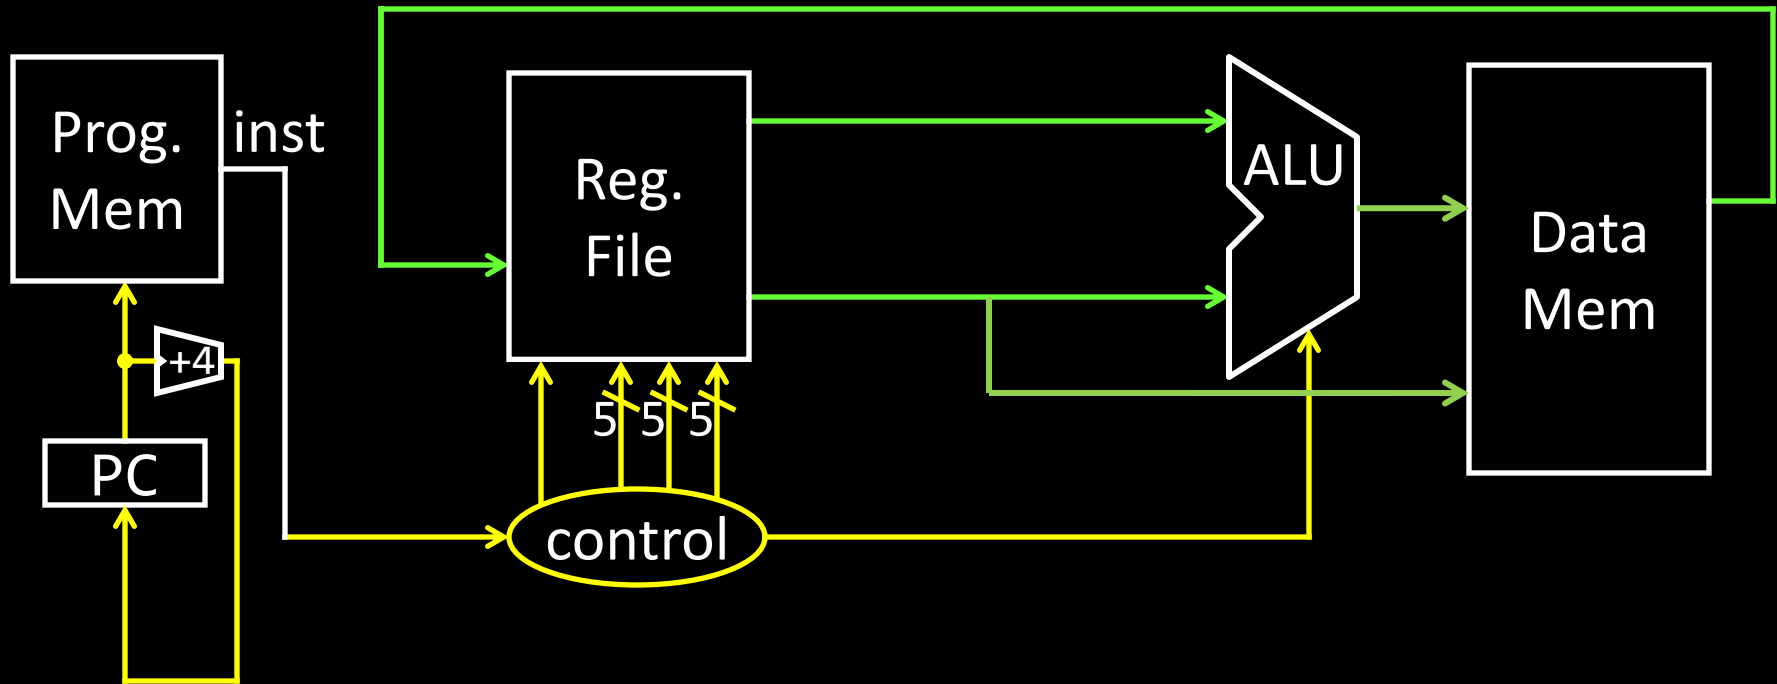 Prog.
Mem
inst
Reg.
File
ALU
Data
Mem
+4
5 5 5
PC
control